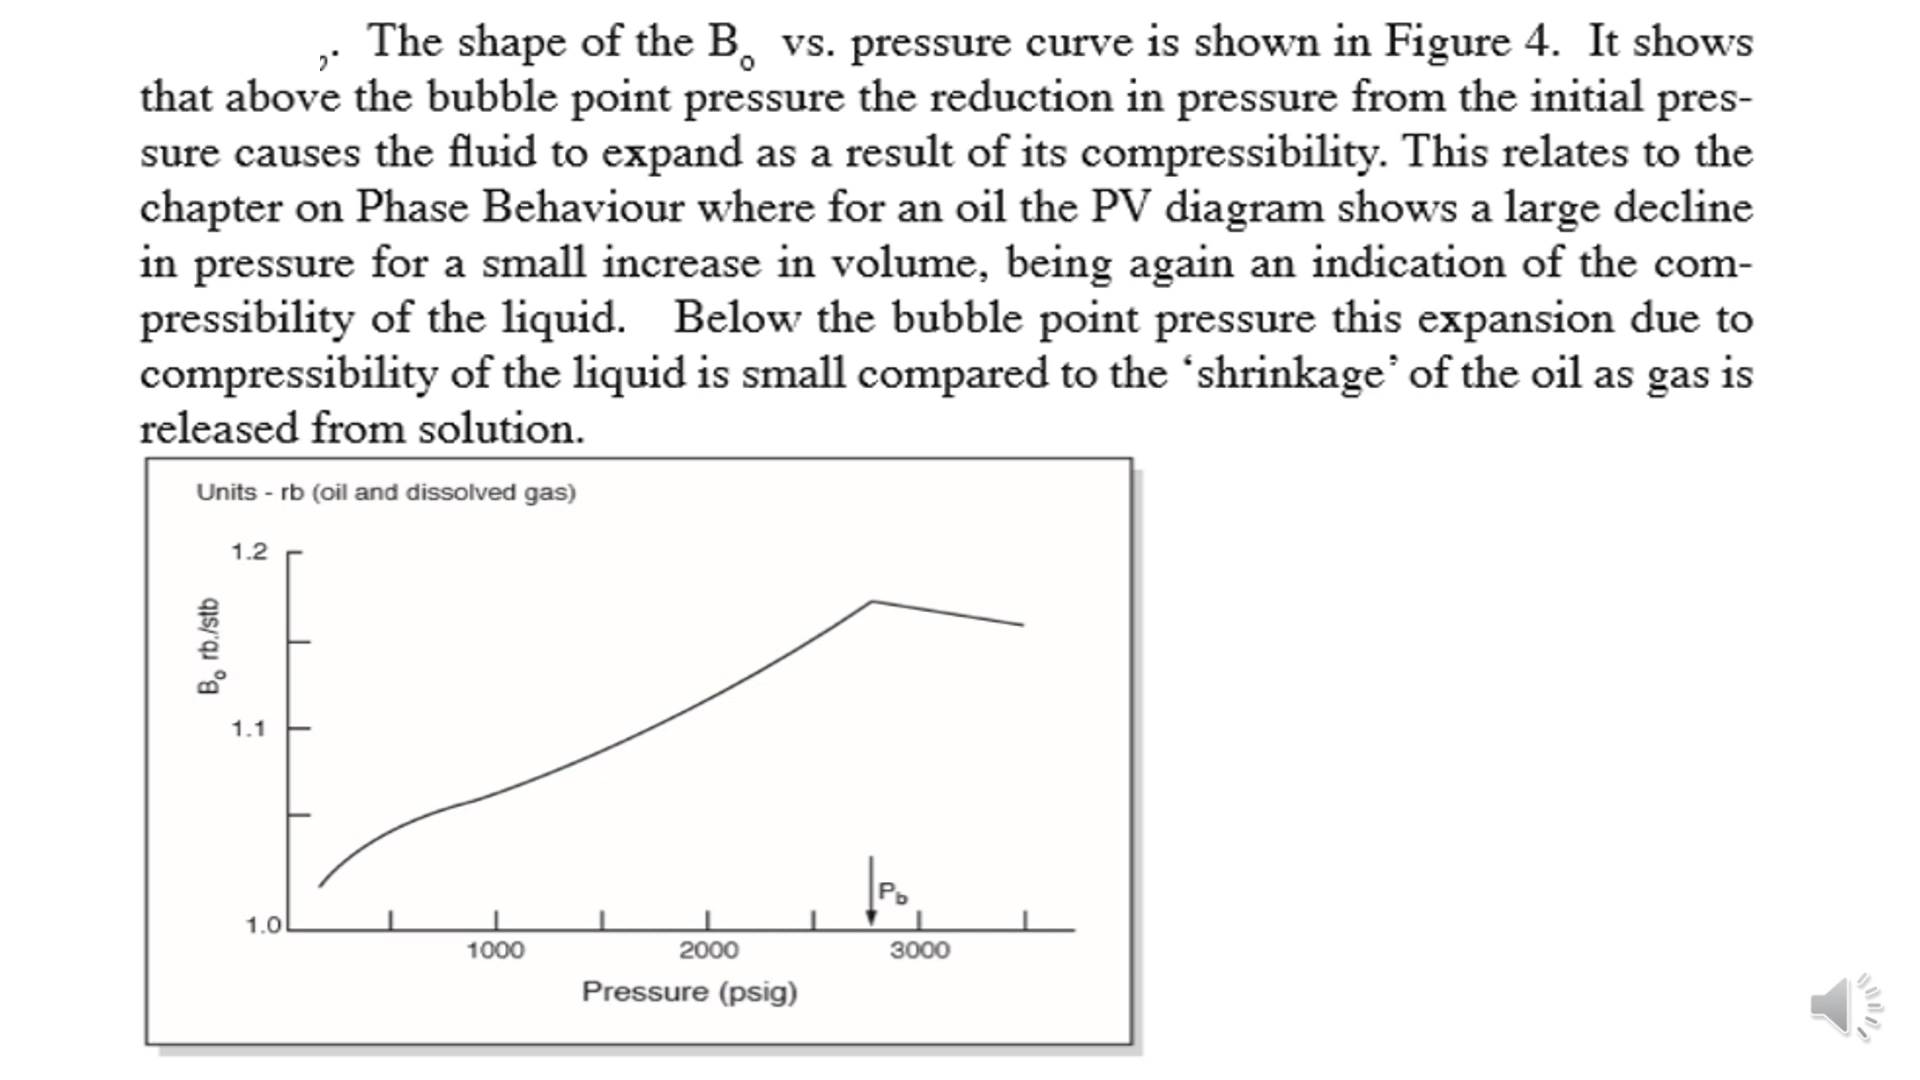 . The shape of the Bo vs. pressure curve is shown in Figure 4. It shows
that above the bubble point pressure the reduction in pressure from the initial pres-
sure causes the fluid to expand as a result of its compressibility. This relates to the
chapter on Phase Behaviour where for an oil the PV diagram shows a large decline
in pressure for a small increase in volume, being again an indication of the com-
pressibility of the liquid. Below the bubble point pressure this expansion due to
compressibility of the liquid is small compared to the ‘shrinkage’ of the oil as gas is
released from solution.
Units - rb (oil and dissolved gas)
1.2
Bo rb./stb
1.1
1.0
Pb
1000 2000 3000
Pressure (psig)